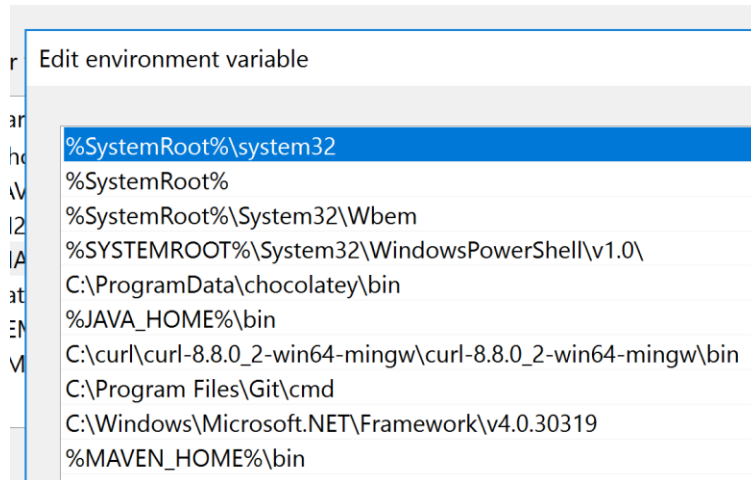 Edit environment variable
%SystemRoot%\system32
%SystemRoot%
%SystemRoot%\System32\Wbem
%SYSTEMROOT%\System32\WindowsPowerShell\v1.0\
C:\ProgramData\chocolatey\bin
%JAVA_HOME%\bin
C:\curl\curl-8.8.0_2-win64-mingw\curl-8.8.0_2-win64-mingw\bin
C:\Program Files\Git\cmd
C:\Windows\Microsoft.NET\Framework\v4.0.30319
%MAVEN_HOME%\bin